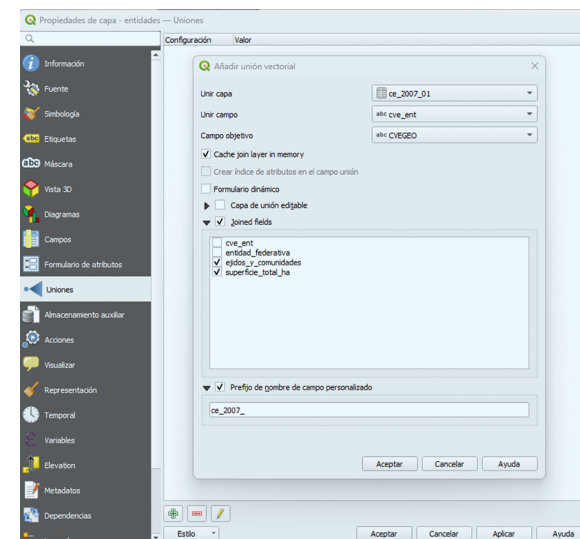 Propiedades de capa - entidades — Uniones
Configuración Valor
Información
Fuente
Simbología
abc Etiquetas
abc Máscara
Vista 3D
Diagramas
Campos
Formulario de atributos
Uniones
Almacenamiento auxiliar
Acciones
Visualizar
Representación
Temporal
Variables
Elevation
Metadatos
Dependencias
Añadir unión vectorial
Unir capa ce_2007_01
Unir campo abc cve_ent
Campo objetivo abc CVEGEO
Cache join layer in memory
Crear índice de atributos en el campo unión
Formulario dinámico
Capa de unión editable
Joined fields
cve_ent
entidad_federativa
ejidos_y_comunidades
superficie_total_ha
Prefijo de nombre de campo personalizado
ce_2007_
Aceptar Cancelar Ayuda
Estilo Aceptar Cancelar Aplicar Ayuda